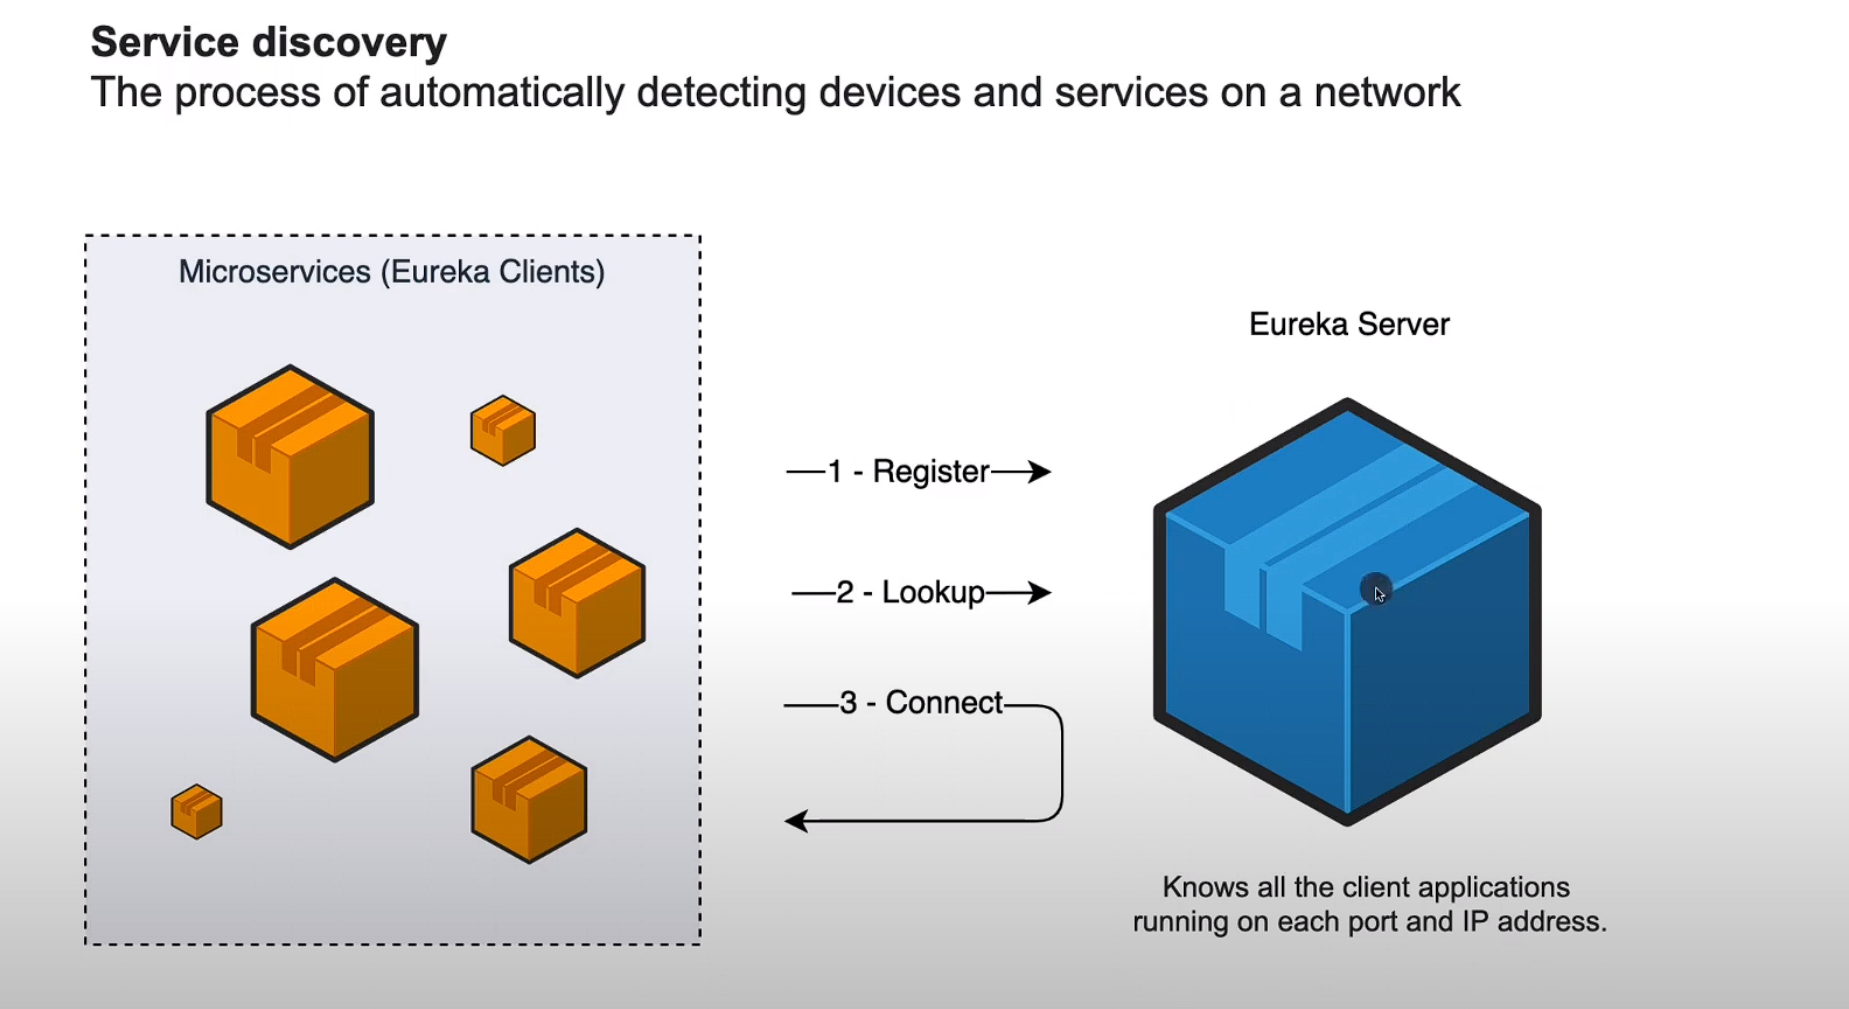 Service discovery
The process of automatically detecting devices and services on a network
Microservices (Eureka Clients)
Eureka Server
1 - Register
2 - Lookup
3 - Connect
Knows all the client applications
running on each port and IP address.